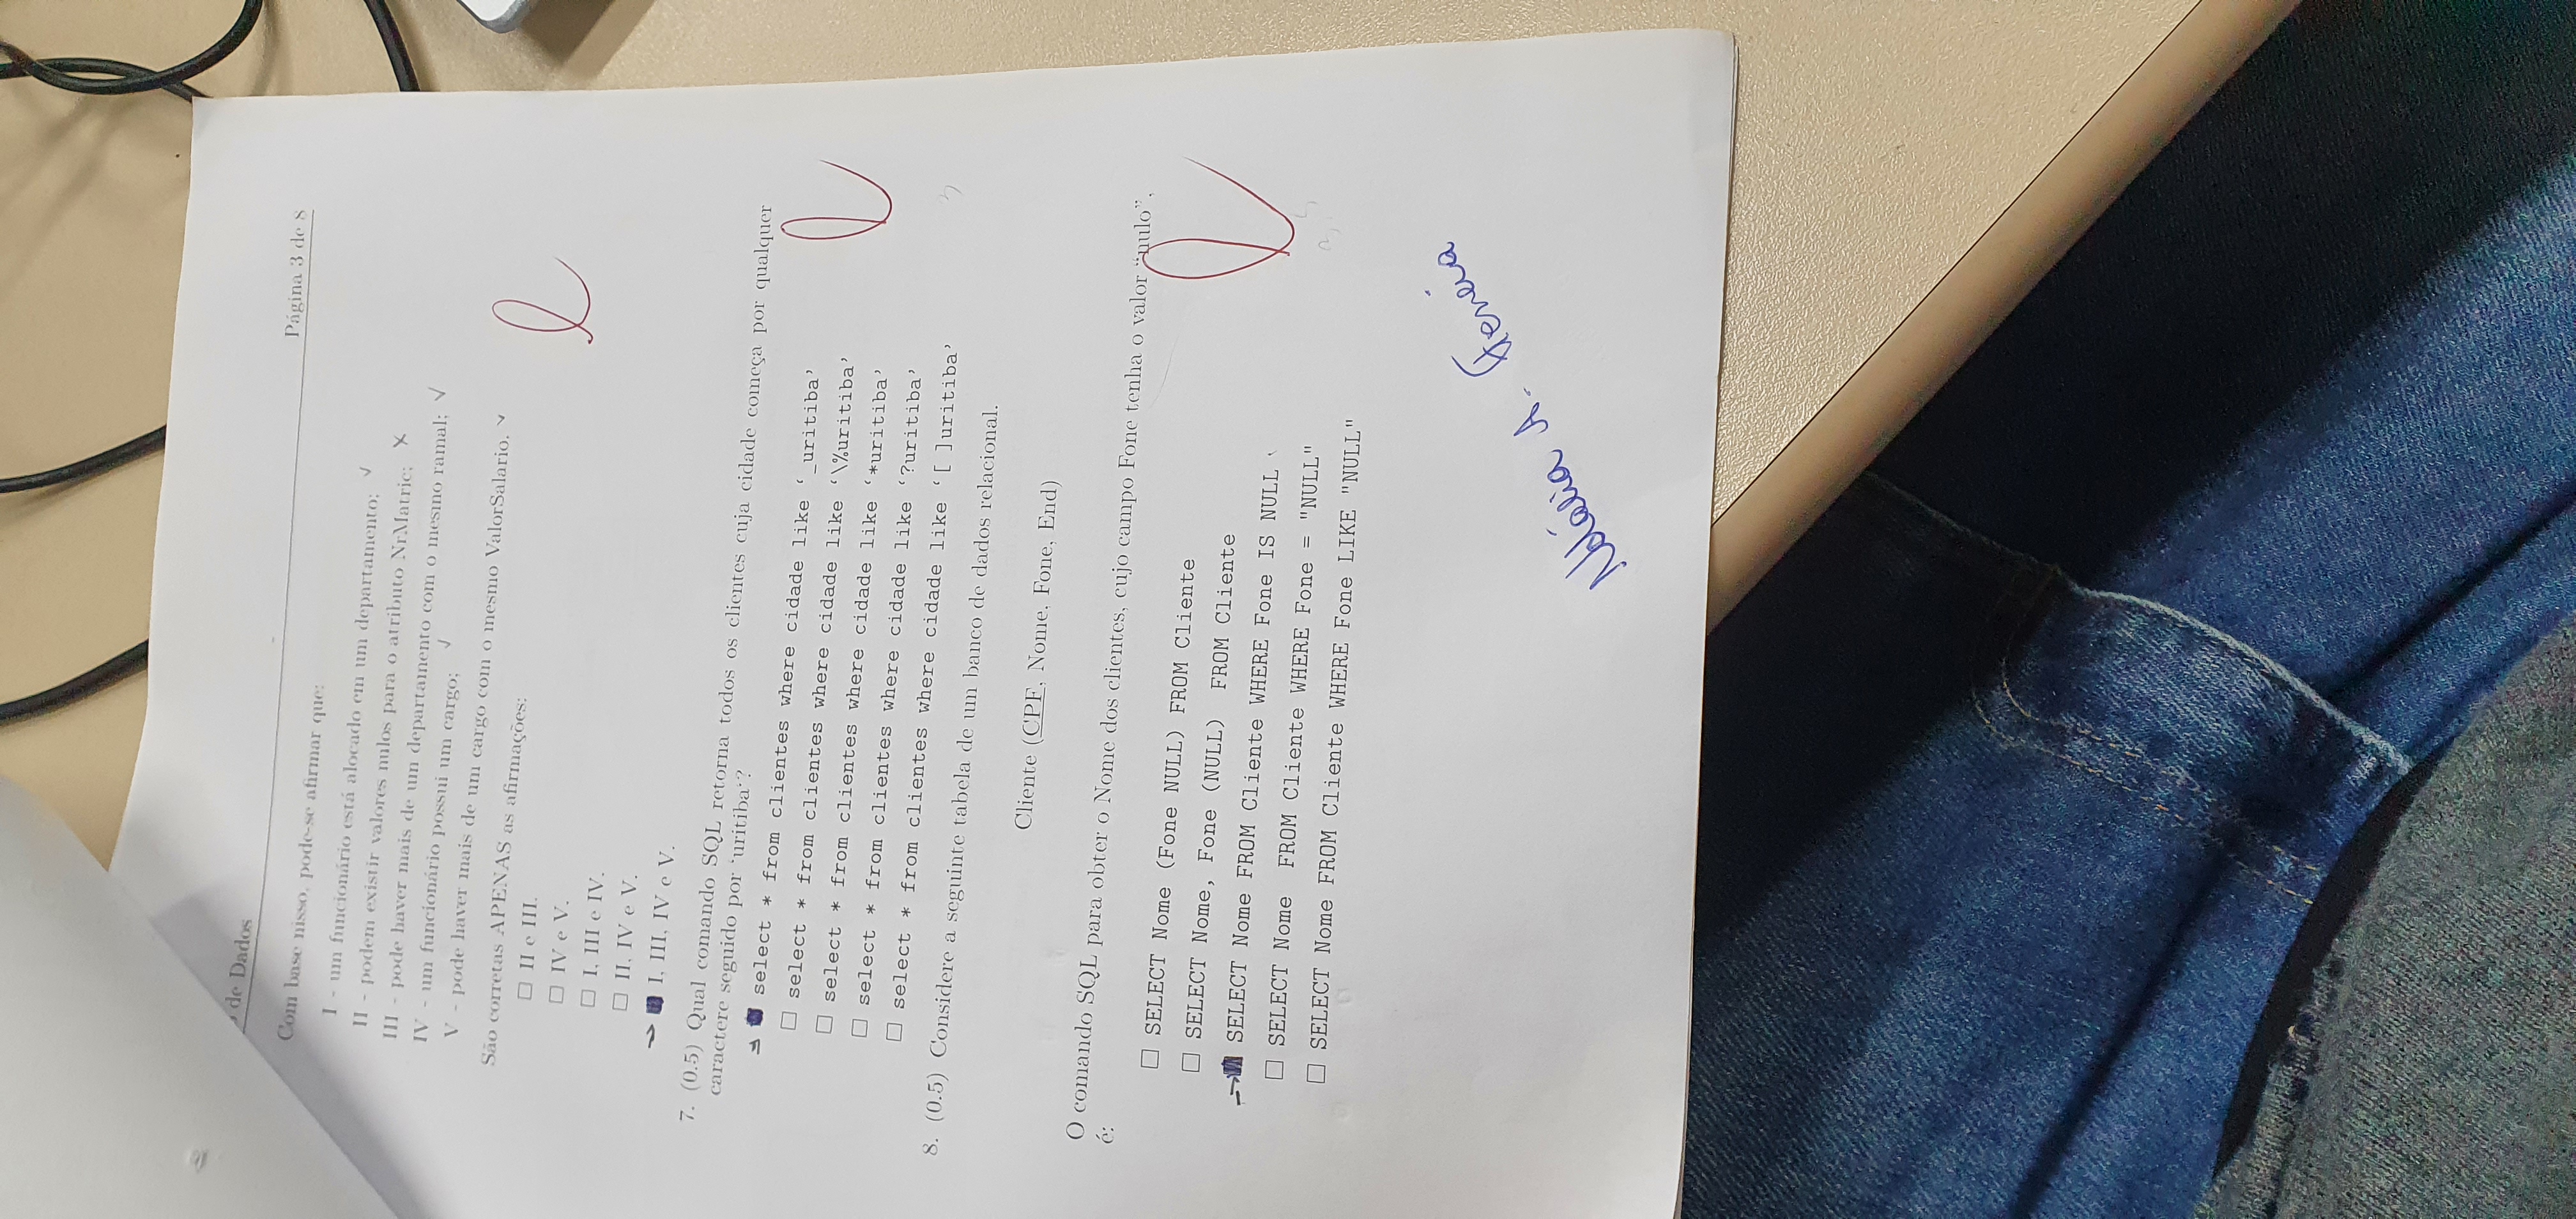 de Dados
Página 3 de 8
Com base nisso, pode-se afirmar que:
I - um funcionário está alocado em um departamento; ✓
II - podem existir valores nulos para o atributo NrMatric; ✗
III - pode haver mais de um departamento com o mesmo ramal; ✓
IV - um funcionário possui um cargo; ✓
V - pode haver mais de um cargo com o mesmo ValorSalario. ✓
São corretas APENAS as afirmações:
☐ II e III.
☐ IV e V.
☐ I, III e IV.
☐ II, IV e V.
→ ■ I, III, IV e V.
7. (0.5) Qual comando SQL retorna todos os clientes cuja cidade começa por qualquer
caractere seguido por ‘uritiba‘?
→ ■ select * from clientes where cidade like ‘_uritiba’
☐ select * from clientes where cidade like ‘\%uritiba’
☐ select * from clientes where cidade like ‘*uritiba’
☐ select * from clientes where cidade like ‘?uritiba’
☐ select * from clientes where cidade like ‘[ ]uritiba’
8. (0.5) Considere a seguinte tabela de um banco de dados relacional.
Cliente (CPF, Nome, Fone, End)
O comando SQL para obter o Nome dos clientes, cujo campo Fone tenha o valor “nulo”,
é:
☐ SELECT Nome (Fone NULL) FROM Cliente
☐ SELECT Nome, Fone (NULL) FROM Cliente
→ ■ SELECT Nome FROM Cliente WHERE Fone IS NULL
☐ SELECT Nome FROM Cliente WHERE Fone = "NULL"
☐ SELECT Nome FROM Cliente WHERE Fone LIKE "NULL"
Natália A. Ferreira